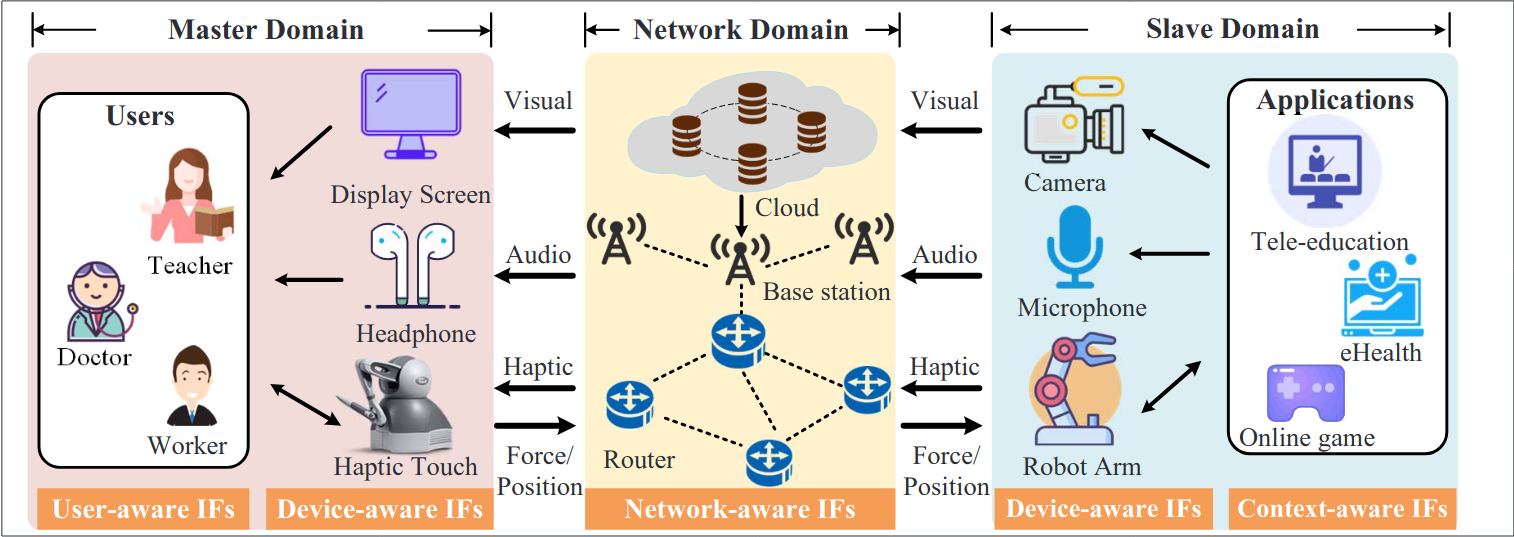 Master Domain
Network Domain
Slave Domain
Users
Teacher
Doctor
Worker
Display Screen
Headphone
Haptic Touch
Visual
Audio
Haptic
Force/
Position
Cloud
Base station
Router
Visual
Audio
Haptic
Force/
Position
Camera
Microphone
Robot Arm
Applications
Tele-education
eHealth
Online game
User-aware IFs
Device-aware IFs
Network-aware IFs
Device-aware IFs
Context-aware IFs